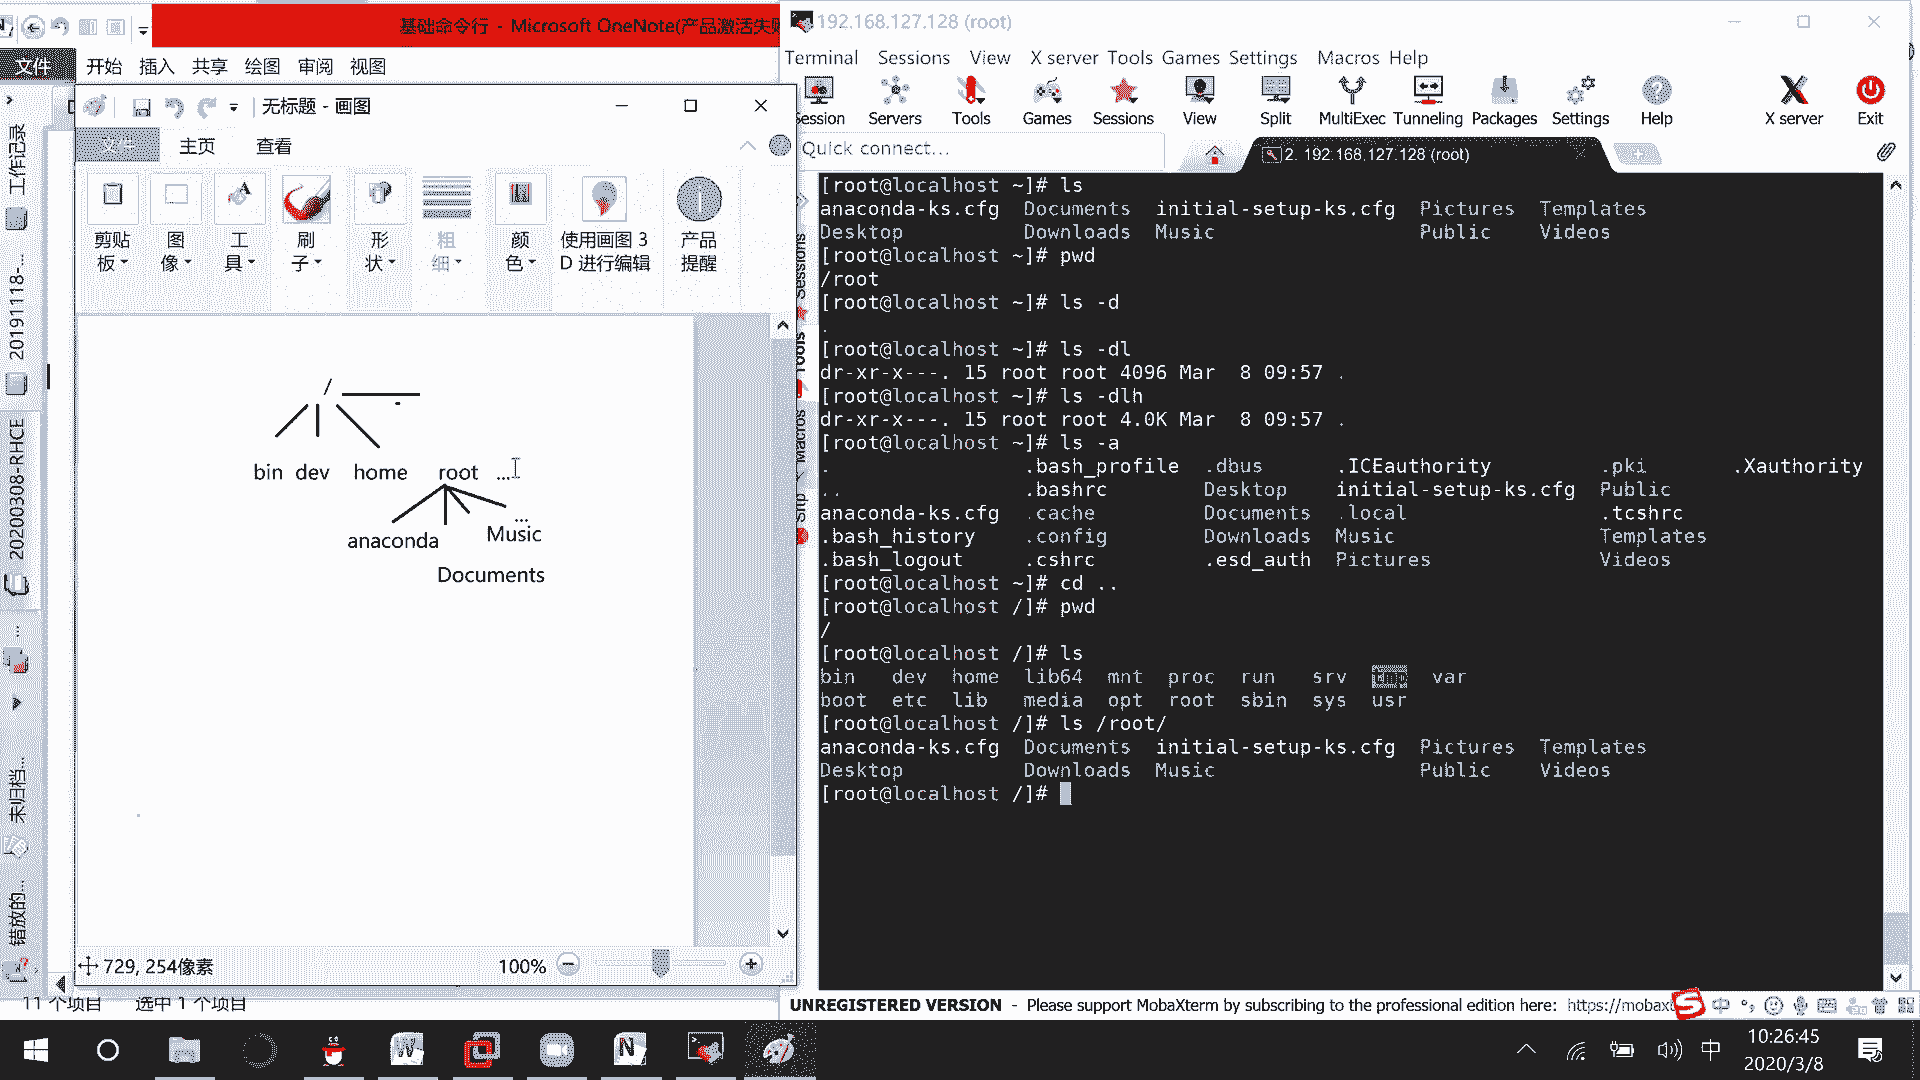 基础命令行 - Microsoft OneNote(产品激活失
文件 开始 插入 共享 绘图 审阅 视图
工作记录
20191118-...
20200308-RHCE
...
未归档...
错放的...
11 个项目 选中 1 个项目
无标题 - 画图
文件 主页 查看
剪贴板
图像
工具
刷子
形状
粗细
颜色
使用画图 3D 进行编辑
产品提醒
/
bin dev home root ...
...
anaconda Music
Documents
729, 254像素
100%
192.168.127.128 (root)
Terminal Sessions View X server Tools Games Settings Macros Help
Session Servers Tools Games Sessions View Split MultiExec Tunneling Packages Settings Help X server Exit
Quick connect...
2. 192.168.127.128 (root)
Sessions
Tools
Macros
Sftp
[root@localhost ~]# ls
anaconda-ks.cfg Documents initial-setup-ks.cfg Pictures Templates
Desktop Downloads Music Public Videos
[root@localhost ~]# pwd
/root
[root@localhost ~]# ls -d
.
[root@localhost ~]# ls -dl
dr-xr-x---. 15 root root 4096 Mar 8 09:57 .
[root@localhost ~]# ls -dlh
dr-xr-x---. 15 root root 4.0K Mar 8 09:57 .
[root@localhost ~]# ls -a
. .bash_profile .dbus .ICEauthority .pki .Xauthority
.. .bashrc Desktop initial-setup-ks.cfg Public
anaconda-ks.cfg .cache Documents .local .tcshrc
.bash_history .config Downloads Music Templates
.bash_logout .cshrc .esd_auth Pictures Videos
[root@localhost ~]# cd ..
[root@localhost /]# pwd
/
[root@localhost /]# ls
bin dev home lib64 mnt proc run srv tmp var
boot etc lib media opt root sbin sys usr
[root@localhost /]# ls /root/
anaconda-ks.cfg Documents initial-setup-ks.cfg Pictures Templates
Desktop Downloads Music Public Videos
[root@localhost /]#
UNREGISTERED VERSION - Please support MobaXterm by subscribing to the professional edition here: https://mobax
中
10:26:45
中
2020/3/8